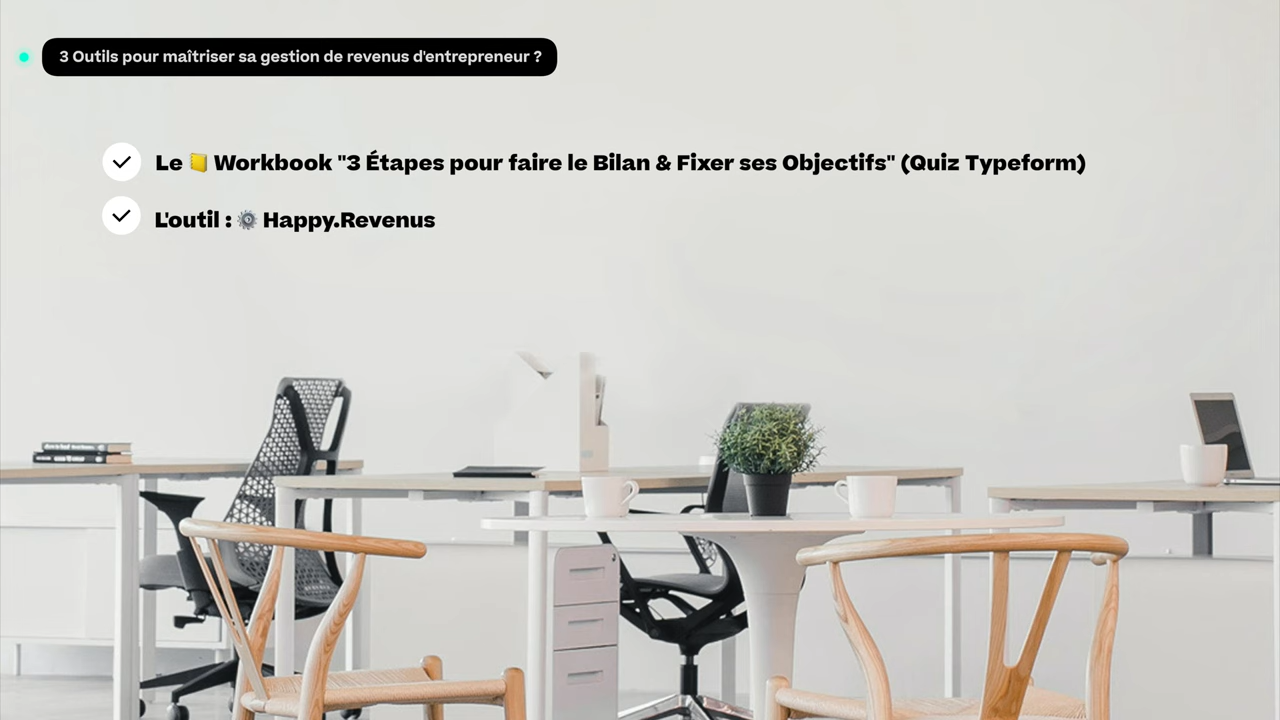 3 Outils pour maîtriser sa gestion de revenus d'entrepreneur ?
Le 📒 Workbook "3 Étapes pour faire le Bilan & Fixer ses Objectifs" (Quiz Typeform)
L'outil : ⚙️ Happy.Revenus